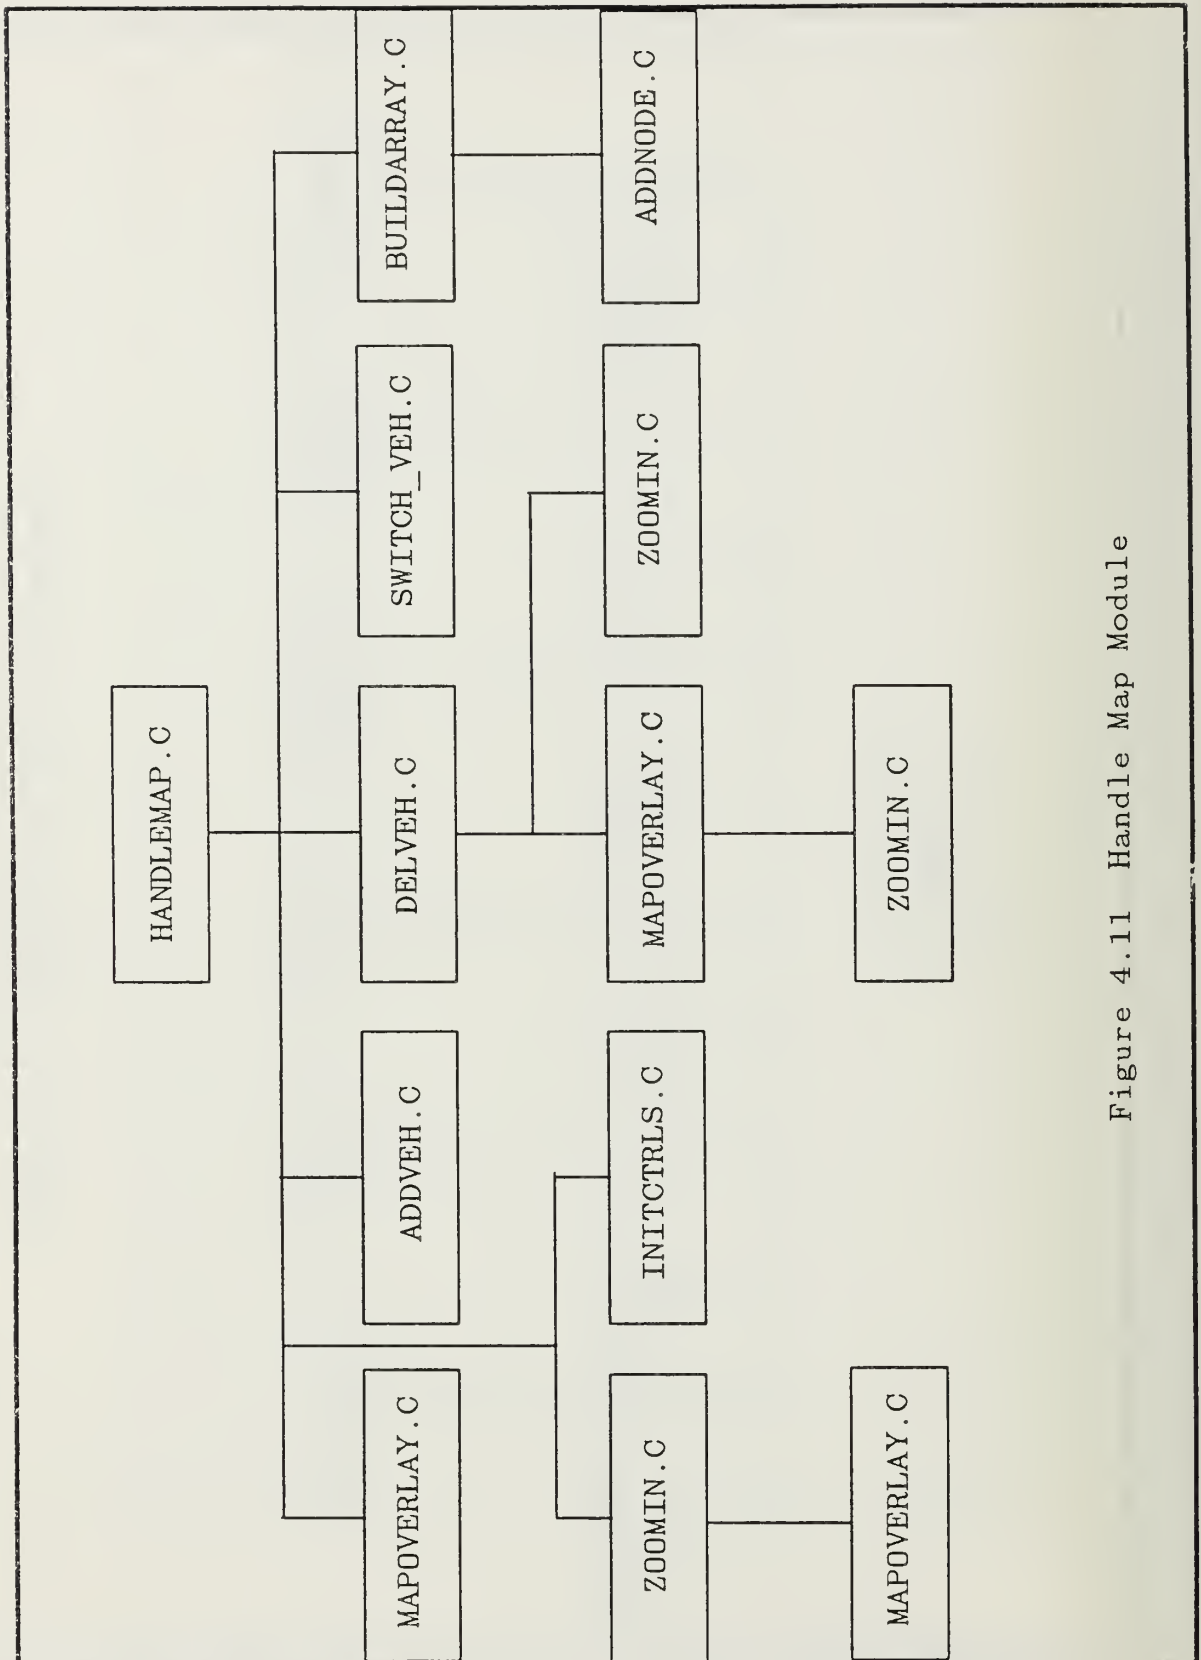 HANDLEMAP.C
MAPOVERLAY.C
ADDVEH.C
DELVEH.C
SWITCH_VEH.C
BUILDARRAY.C
ZOOMIN.C
INITCTRLS.C
MAPOVERLAY.C
ZOOMIN.C
ADDNODE.C
MAPOVERLAY.C
ZOOMIN.C
Figure 4.11 Handle Map Module